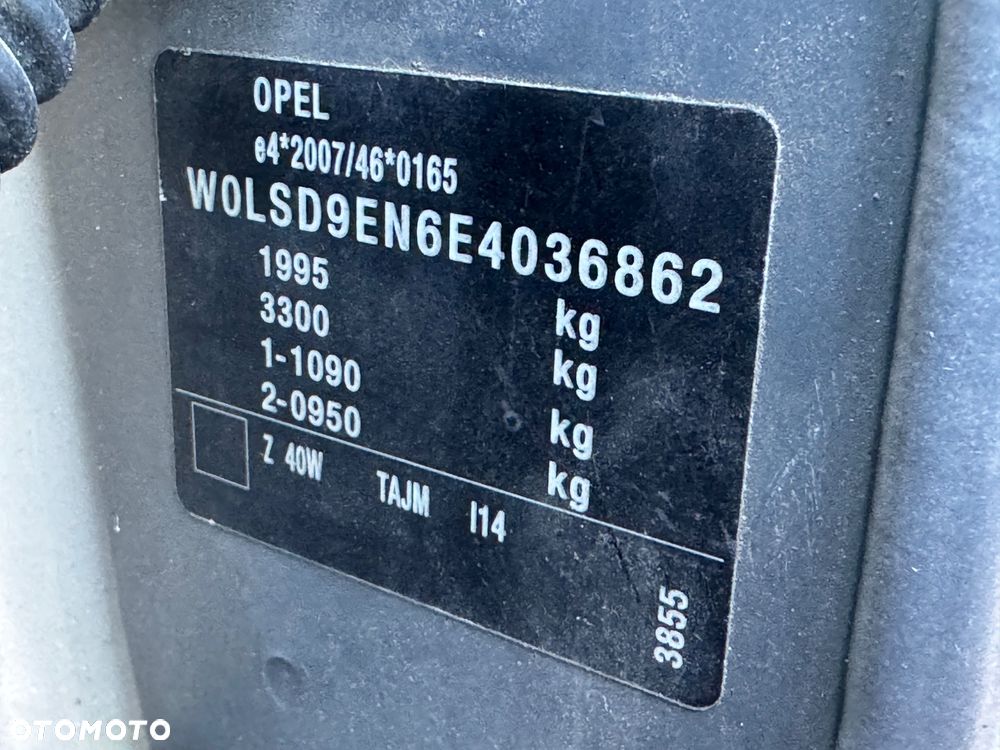 OPEL
e4*2007/46*0165
W0LSD9EN6E4036862
1995 kg
3300 kg
1-1090 kg
2-0950 kg
Z 40W TAJM I14
3855
OTOMOTO